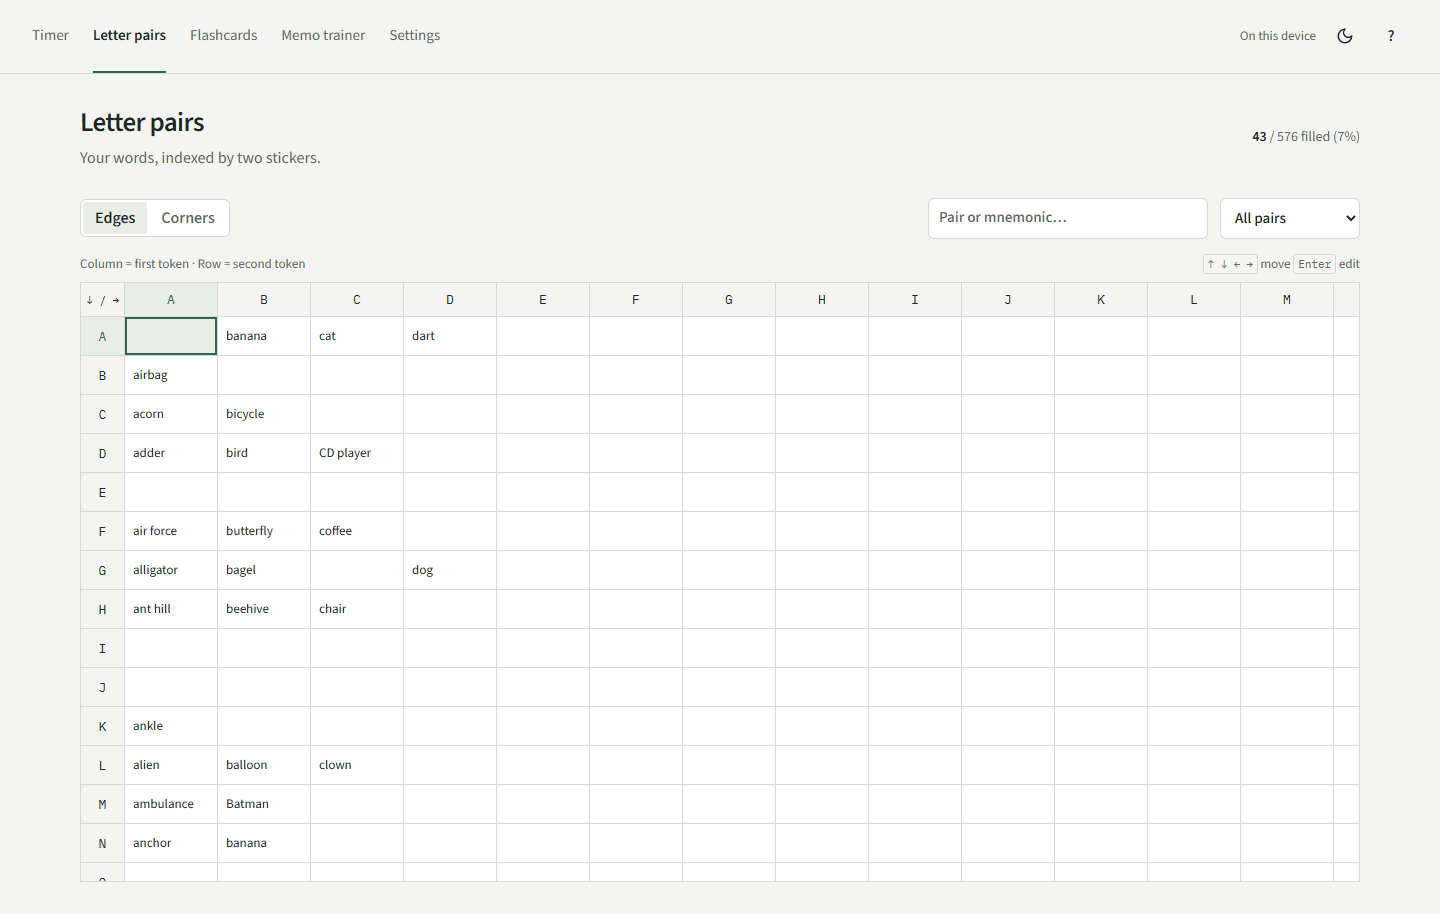 Timer Letter pairs Flashcards Memo trainer Settings On this device ?
Letter pairs
43 / 576 filled (7%)
Your words, indexed by two stickers.
Edges Corners Pair or mnemonic… All pairs
Column = first token · Row = second token ↑ ↓ ← → move Enter edit
↓ / → A B C D E F G H I J K L M
A banana cat dart
B airbag
C acorn bicycle
D adder bird CD player
E
F air force butterfly coffee
G alligator bagel dog
H ant hill beehive chair
I
J
K ankle
L alien balloon clown
M ambulance Batman
N anchor banana